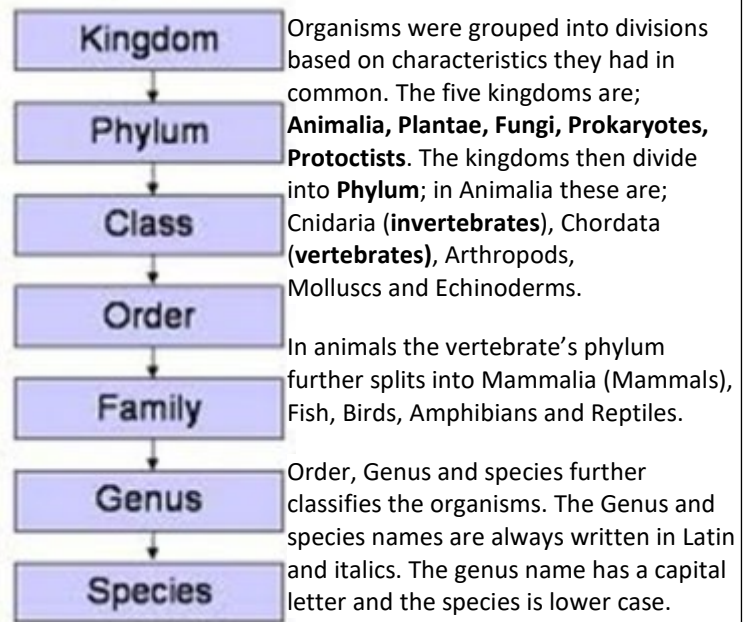 Kingdom
Phylum
Class
Order
Family
Genus
Species
Organisms were grouped into divisions
based on characteristics they had in
common. The five kingdoms are;
Animalia, Plantae, Fungi, Prokaryotes,
Protoctists. The kingdoms then divide
into Phylum; in Animalia these are;
Cnidaria (invertebrates), Chordata
(vertebrates), Arthropods,
Molluscs and Echinoderms.
In animals the vertebrate’s phylum
further splits into Mammalia (Mammals),
Fish, Birds, Amphibians and Reptiles.
Order, Genus and species further
classifies the organisms. The Genus and
species names are always written in Latin
and italics. The genus name has a capital
letter and the species is lower case.